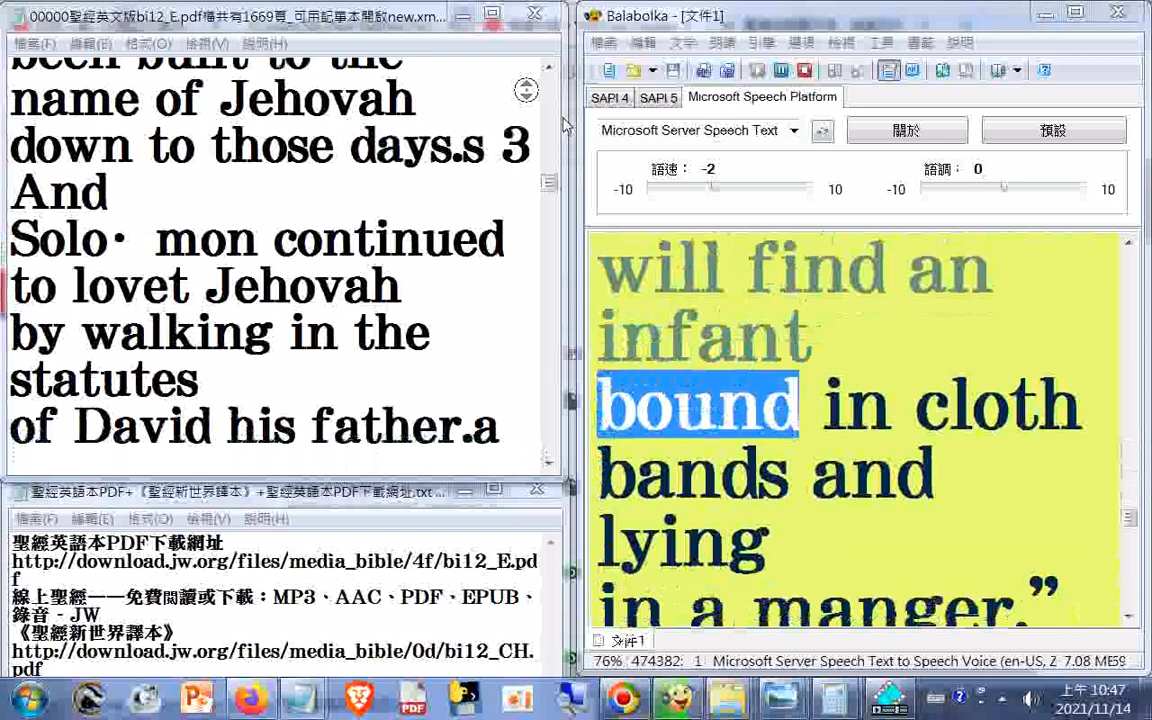 00000聖經英文版bi12_E.pdf檔共有1669頁_可用記事本開啟new.xm...
檔案(F) 編輯(E) 格式(O) 檢視(V) 說明(H)
been built to the
name of Jehovah
down to those days.s 3
And
Solo· mon continued
to lovet Jehovah
by walking in the
statutes
of David his father.a
聖經英語本PDF+《聖經新世界譯本》+聖經英語本PDF下載網址.txt ...
檔案(F) 編輯(E) 格式(O) 檢視(V) 說明(H)
聖經英語本PDF下載網址
http://download.jw.org/files/media_bible/4f/bi12_E.pd
f
線上聖經——免費閱讀或下載：MP3、AAC、PDF、EPUB、
錄音 - JW
《聖經新世界譯本》
http://download.jw.org/files/media_bible/0d/bi12_CH.
pdf
Balabolka - [文件1]
檔案 編輯 文字 朗讀 引擎 選項 檢視 工具 書籤 說明
SAPI 4 SAPI 5 Microsoft Speech Platform
Microsoft Server Speech Text 關於 預設
語速： -2 語調： 0
-10 10 -10 10
will find an
infant
bound in cloth
bands and
lying
in a manger.”
文件1
76% 474382: 1 Microsoft Server Speech Text to Speech Voice (en-US, Z 7.08 ME59
PDF
上午 10:47
2021/11/14